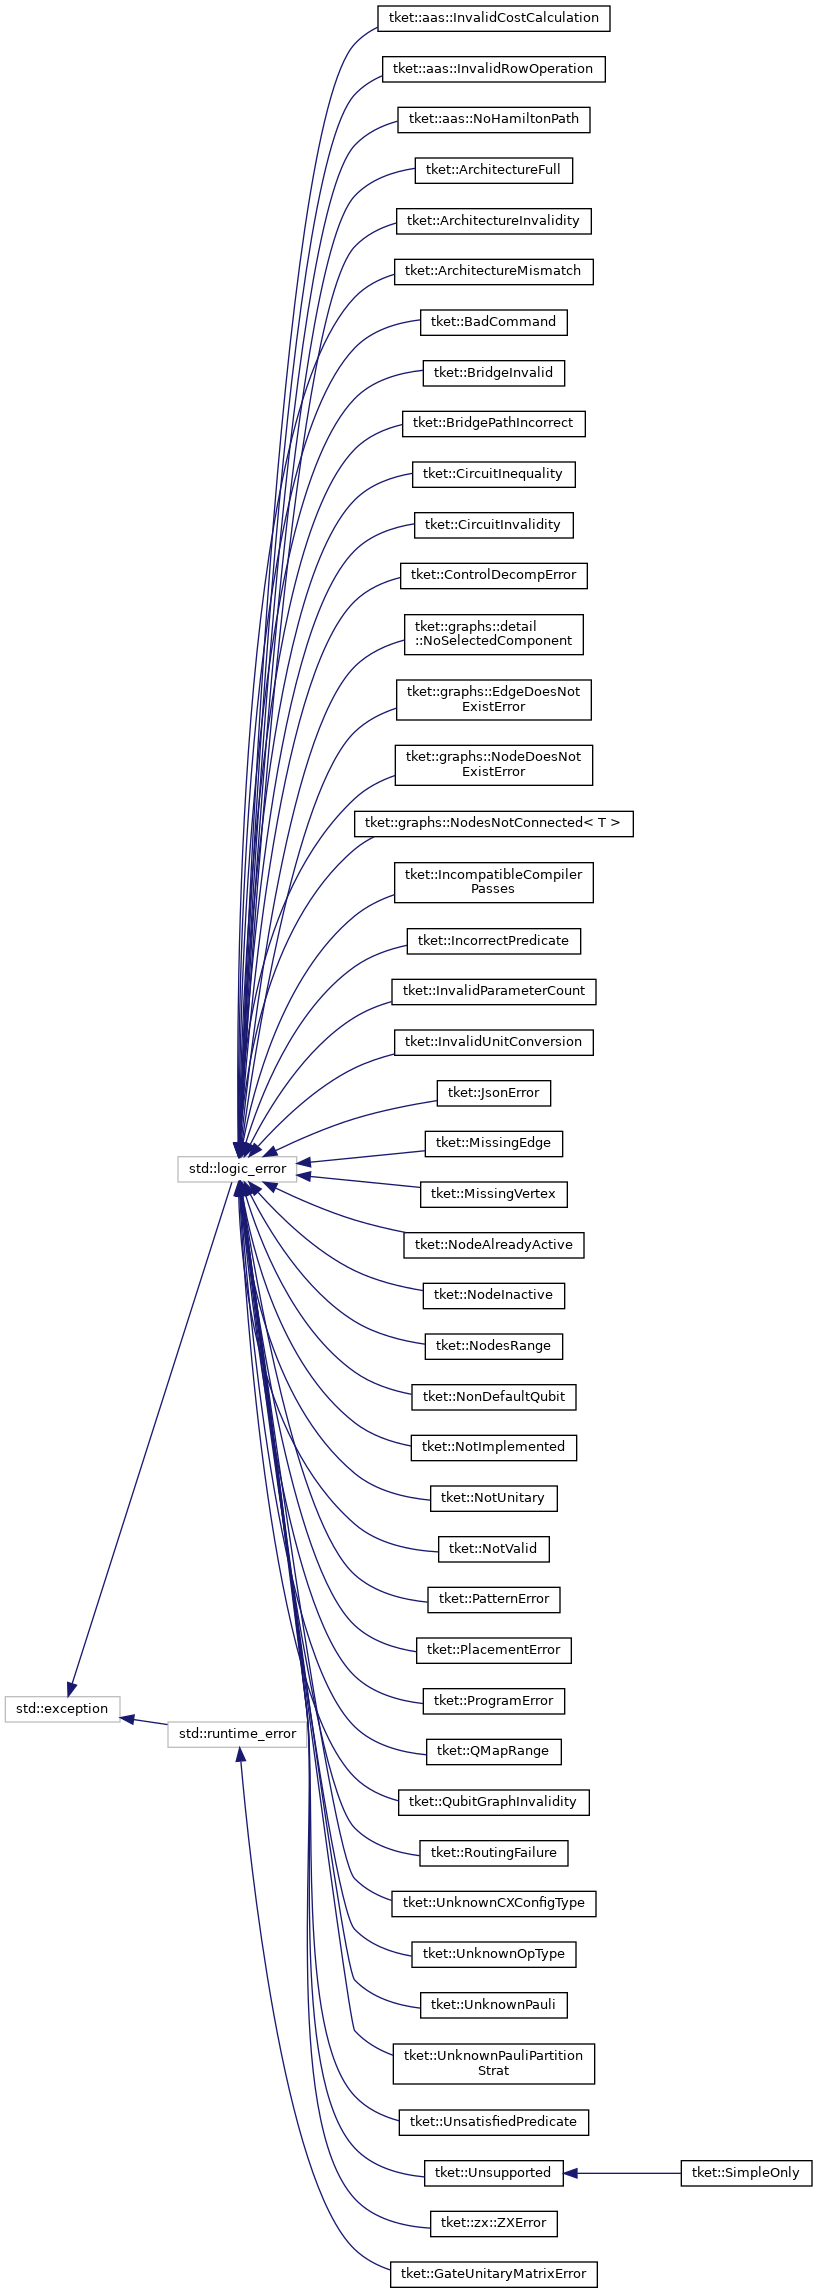 tket::aas::InvalidCostCalculation
tket::aas::InvalidRowOperation
tket::aas::NoHamiltonPath
tket::ArchitectureFull
tket::ArchitectureInvalidity
tket::ArchitectureMismatch
tket::BadCommand
tket::BridgeInvalid
tket::BridgePathIncorrect
tket::CircuitInequality
tket::CircuitInvalidity
tket::ControlDecompError
tket::graphs::detail
::NoSelectedComponent
tket::graphs::EdgeDoesNot
ExistError
tket::graphs::NodeDoesNot
ExistError
tket::graphs::NodesNotConnected< T >
tket::IncompatibleCompiler
Passes
tket::IncorrectPredicate
tket::InvalidParameterCount
tket::InvalidUnitConversion
tket::JsonError
tket::MissingEdge
std::logic_error
tket::MissingVertex
tket::NodeAlreadyActive
tket::NodeInactive
tket::NodesRange
tket::NonDefaultQubit
tket::NotImplemented
tket::NotUnitary
tket::NotValid
tket::PatternError
tket::PlacementError
tket::ProgramError
std::exception
std::runtime_error
tket::QMapRange
tket::QubitGraphInvalidity
tket::RoutingFailure
tket::UnknownCXConfigType
tket::UnknownOpType
tket::UnknownPauli
tket::UnknownPauliPartition
Strat
tket::UnsatisfiedPredicate
tket::Unsupported
tket::SimpleOnly
tket::zx::ZXError
tket::GateUnitaryMatrixError